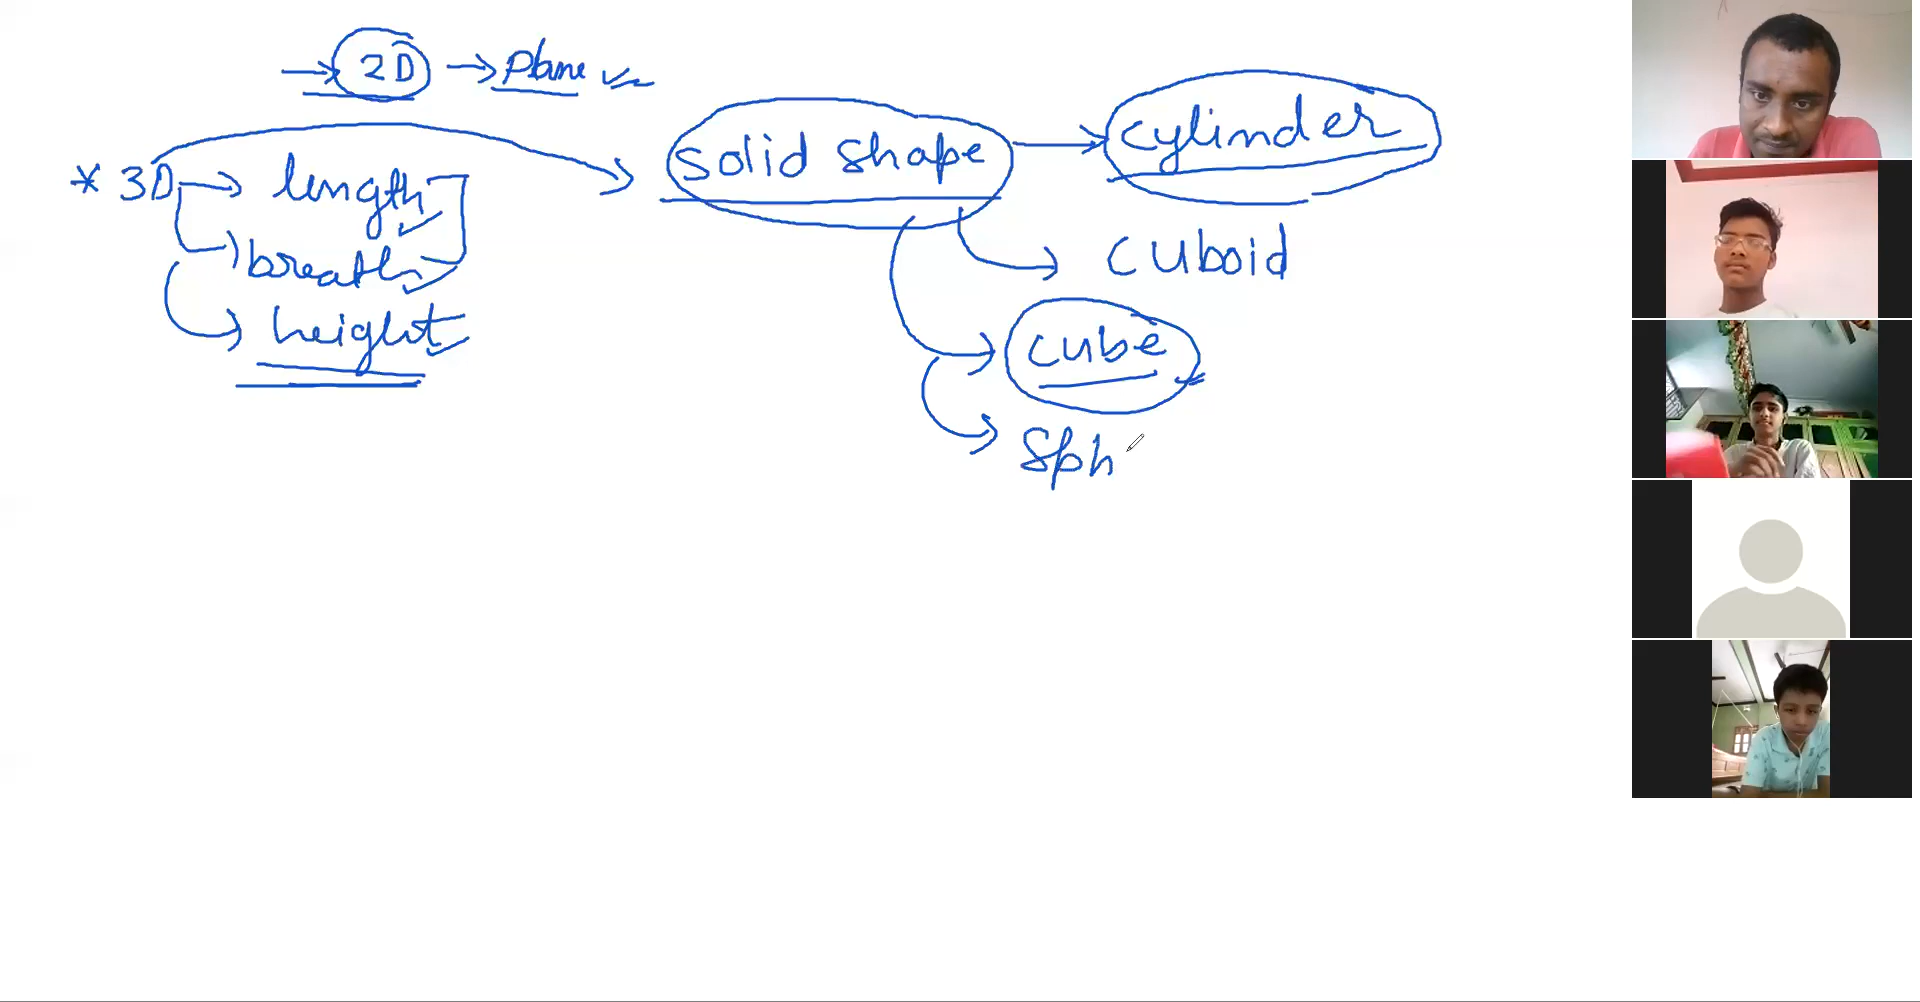 → 2D → Plane
* 3D → length
breath
height
solid shape → cylinder
cuboid
cube
Sph